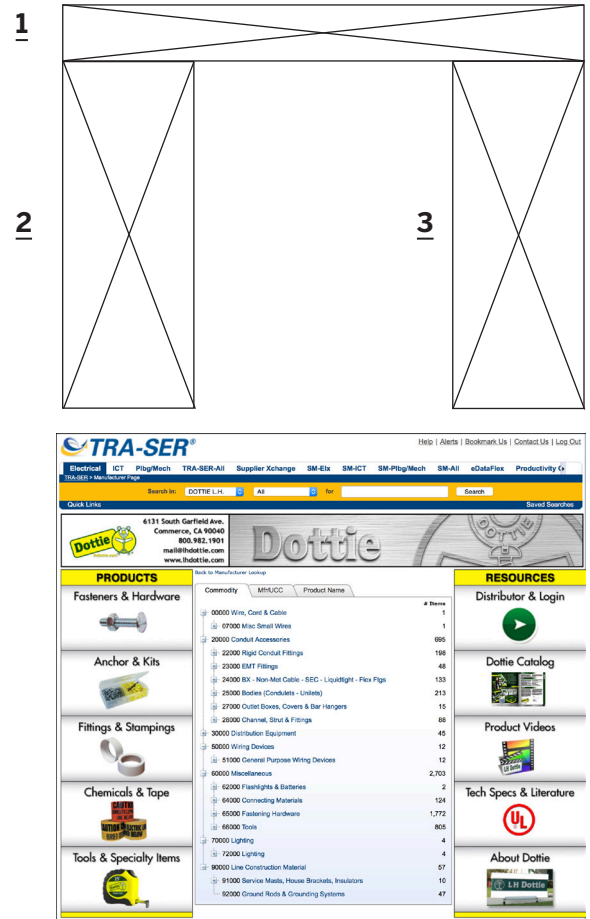 1
2
3
TRA-SER®
Help | Alerts | Bookmark Us | Contact Us | Log Out
Electrical ICT Plbg/Mech TRA-SER-All Supplier Xchange SM-Elx SM-ICT SM-Plbg/Mech SM-All eDataFlex Productivity
TRA-SER > Manufacturer Page
Search in: DOTTIE L.H. All for Search
Quick Links Saved Searches
Dottie
6131 South Garfield Ave.
Commerce, CA 90040
800.982.1901
mail@lhdottie.com
www.lhdottie.com
Dottie
DOTTIE
PRODUCTS
Fasteners & Hardware
Anchor & Kits
Fittings & Stampings
Chemicals & Tape
CAUTION
Tools & Specialty Items
Back to Manufacturer Lookup
Commodity Mfr/UCC Product Name
# Items
00000 Wire, Cord & Cable 1
07000 Misc Small Wires 1
20000 Conduit Accessories 695
22000 Rigid Conduit Fittings 198
23000 EMT Fittings 48
24000 BX - Non-Met Cable - SEC - Liquidtight - Flex Ftgs 133
25000 Bodies (Condulets - Unilets) 213
27000 Outlet Boxes, Covers & Bar Hangers 15
28000 Channel, Strut & Fittings 88
30000 Distribution Equipment 45
50000 Wiring Devices 12
51000 General Purpose Wiring Devices 12
60000 Miscellaneous 2,703
62000 Flashlights & Batteries 2
64000 Connecting Materials 124
65000 Fastening Hardware 1,772
66000 Tools 805
70000 Lighting 4
72000 Lighting 4
90000 Line Construction Material 57
91000 Service Masts, House Brackets, Insulators 10
92000 Ground Rods & Grounding Systems 47
RESOURCES
Distributor & Login
Dottie Catalog
Product Videos
LH Dottie
Tech Specs & Literature
UL
About Dottie
LH Dottie